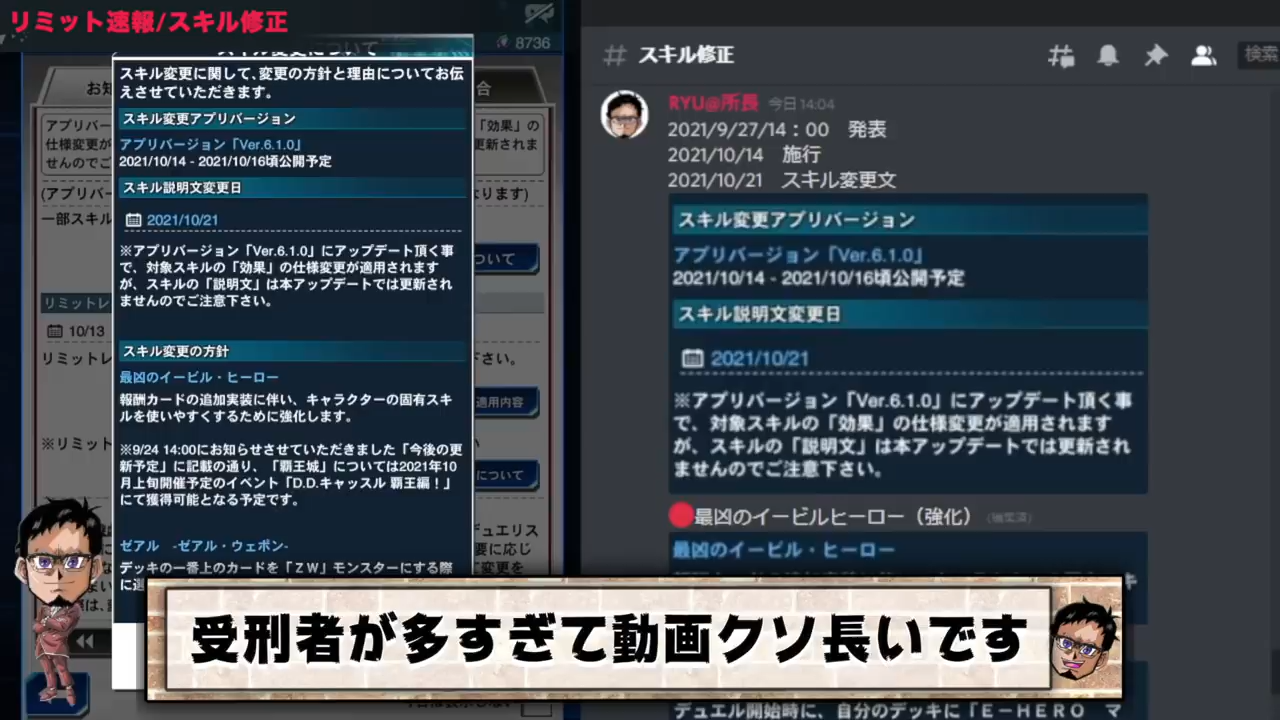 リミット速報/スキル修正
8736
スキル変更について
スキル変更に関して、変更の方針と理由についてお伝
えさせていただきます。
スキル変更アプリバージョン
アプリバージョン「Ver.6.1.0」
2021/10/14 - 2021/10/16頃公開予定
スキル説明文変更日
2021/10/21
※アプリバージョン「Ver.6.1.0」にアップデート頂く事
で、対象スキルの「効果」の仕様変更が適用されます
が、スキルの「説明文」は本アップデートでは更新され
ませんのでご注意下さい。
スキル変更の方針
最凶のイービル・ヒーロー
報酬カードの追加実装に伴い、キャラクターの固有スキ
ルを使いやすくするために強化します。
※9/24 14:00にお知らせさせていただきました「今後の更
新予定」に記載の通り、「覇王城」については2021年10
月上旬開催予定のイベント「D.D.キャッスル 覇王編！」
にて獲得可能となる予定です。
ゼアル -ゼアル・ウェポン-
デッキの一番上のカードを「ＺＷ」モンスターにする際
お知
合
アプリバー
「効果」の
仕様変更が
更新されま
せんのでご
(アプリバー
なります)
一部スキル
ついて
リミットレ
10/13
リミットレ
下さい。
適用内容
※リミット
について
デュエリス
要に応じ
変更を
# スキル修正
検索
RYU@所長 今日 14:04
2021/9/27/14：00 発表
2021/10/14 施行
2021/10/21 スキル変更文
スキル変更アプリバージョン
アプリバージョン「Ver.6.1.0」
2021/10/14 - 2021/10/16頃公開予定
スキル説明文変更日
2021/10/21
※アプリバージョン「Ver.6.1.0」にアップデート頂く事
で、対象スキルの「効果」の仕様変更が適用されます
が、スキルの「説明文」は本アップデートでは更新され
ませんのでご注意下さい。
最凶のイービルヒーロー（強化）（編集済）
最凶のイービル・ヒーロー
キ
受刑者が多すぎて動画クソ長いです
デュエル開始時に、自分のデッキに「Ｅ－ＨＥＲＯ マ